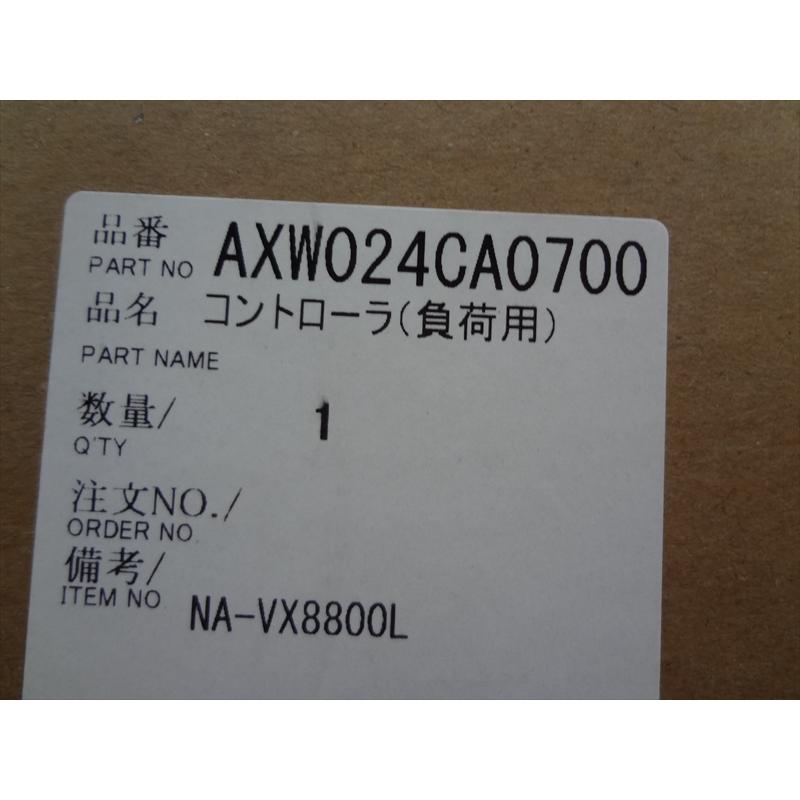 品番 AXW024CA0700
PART NO
品名 コントローラ(負荷用)
PART NAME
数量/ 1
Q'TY
注文NO./
ORDER NO
備考/
ITEM NO NA-VX8800L